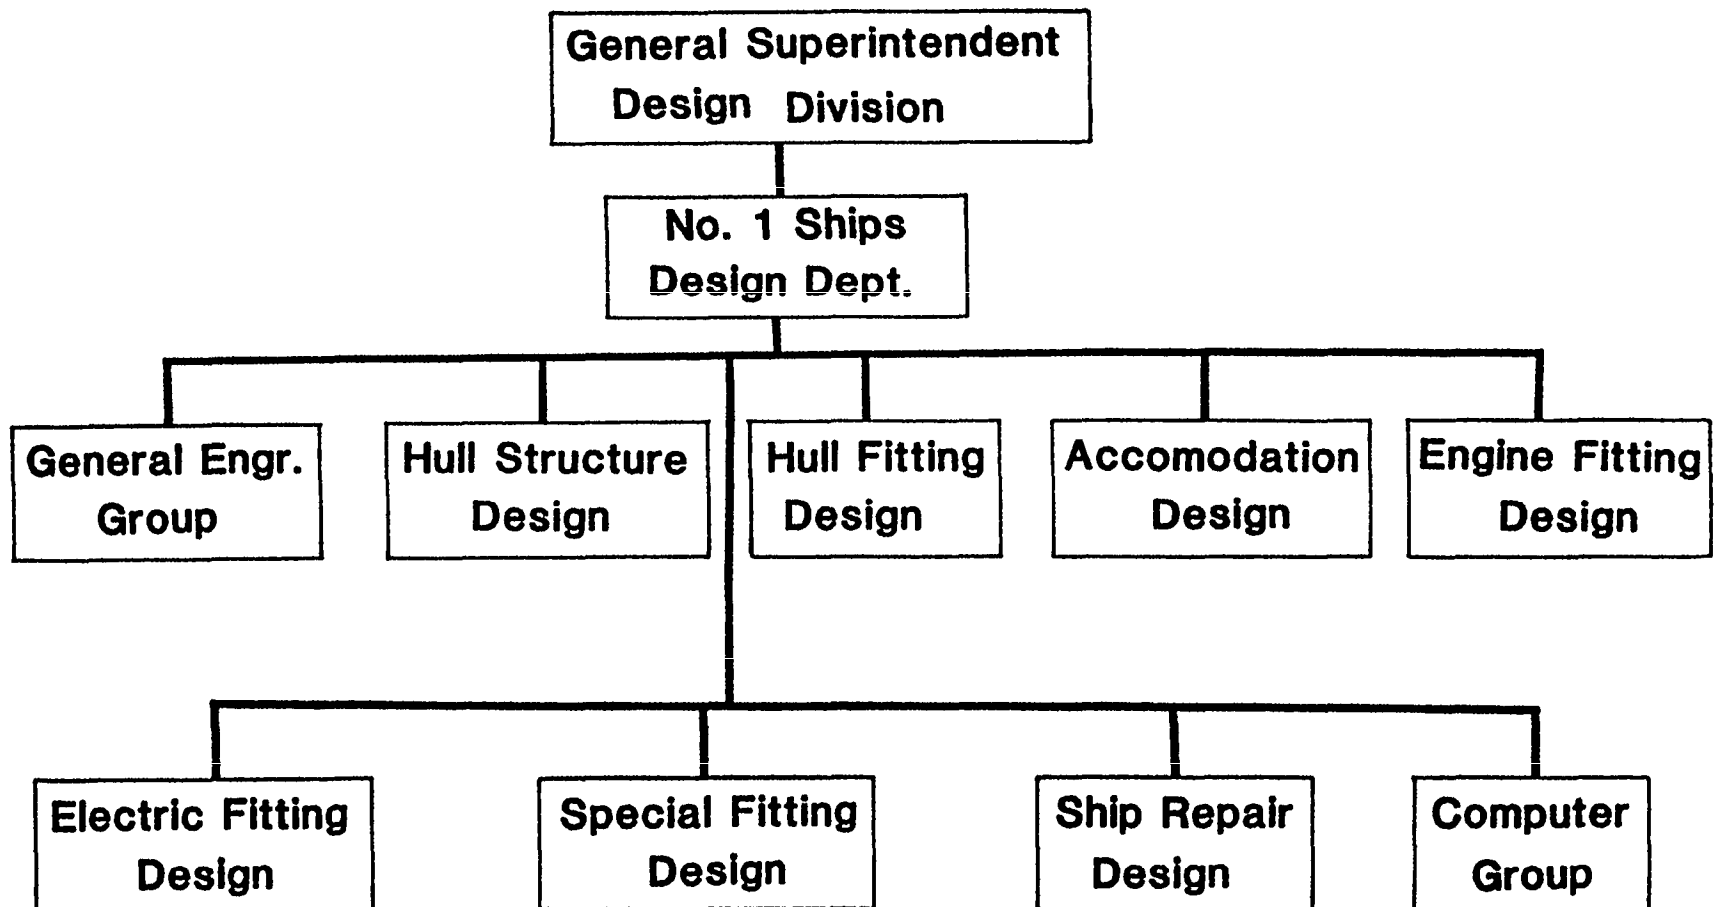 General Superintendent
Design Division
No. 1 Ships
Design Dept.
General Engr.
Group
Hull Structure
Design
Hull Fitting
Design
Accomodation
Design
Engine Fitting
Design
Electric Fitting
Design
Special Fitting
Design
Ship Repair
Design
Computer
Group